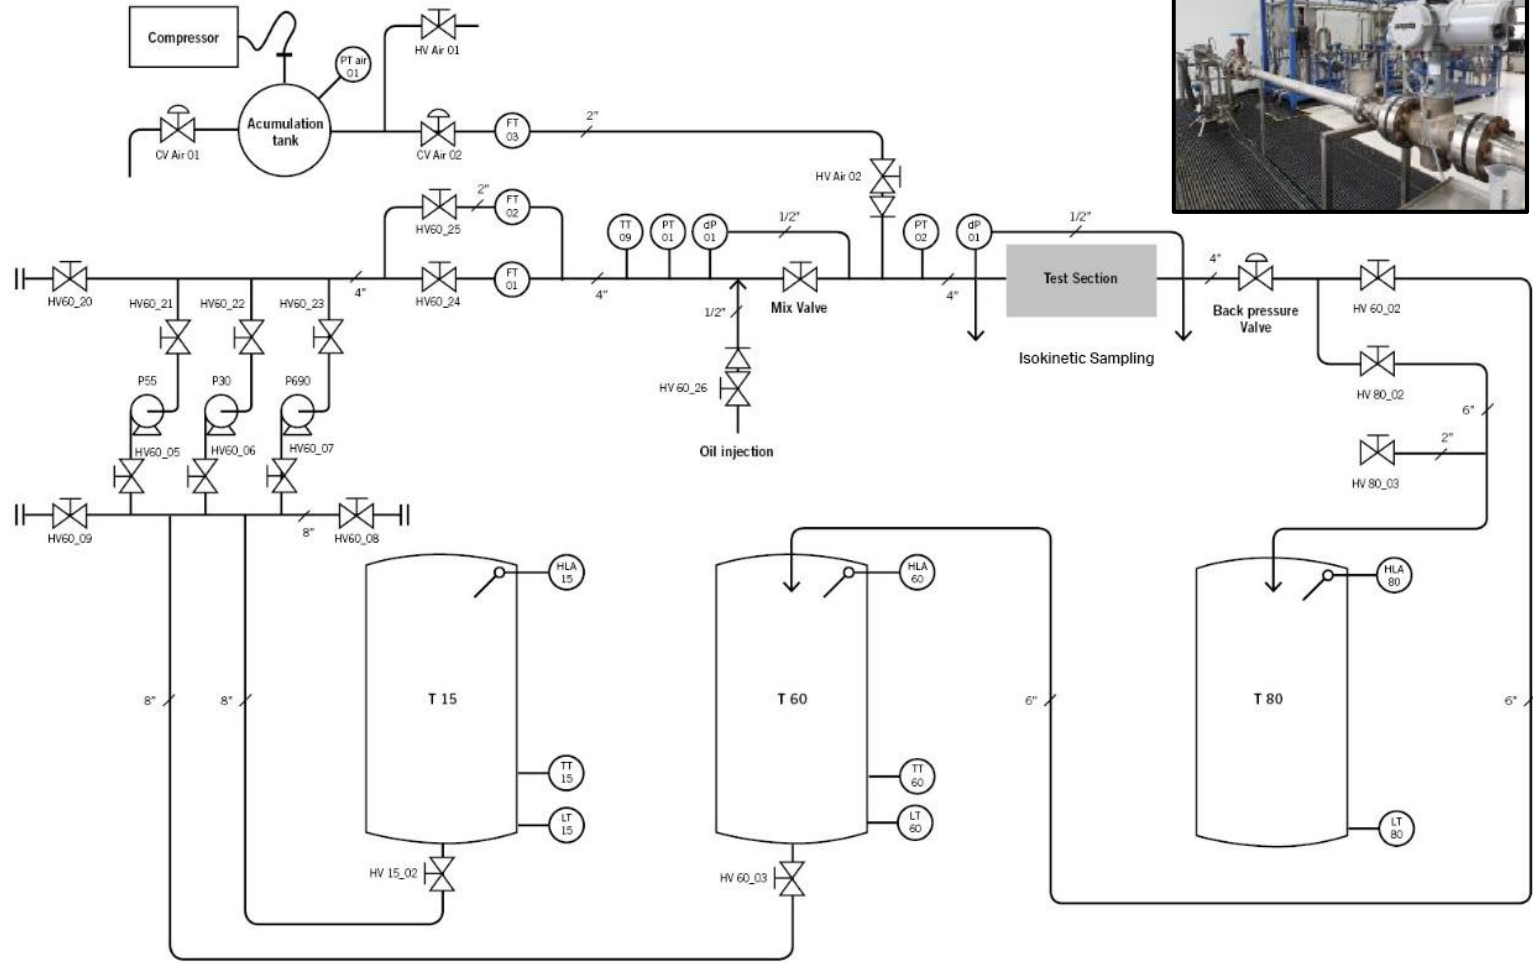 Compressor
PT air
01
HV Air 01
Acumulation
tank
CV Air 01
CV Air 02
FT
03
2"
HV Air 02
HV60_25
2"
FT
02
TT
09
PT
01
dP
01
1/2"
PT
02
dP
01
1/2"
Test Section
HV60_20
HV60_21
HV60_22
HV60_23
4"
HV60_24
FT
01
4"
1/2"
Mix Valve
4"
4"
Back pressure
Valve
HV 60_02
Isokinetic Sampling
P55
P30
P690
HV 60_26
HV 80_02
6"
HV60_05
HV60_06
HV60_07
Oil injection
2"
HV 80_03
HV60_09
8"
HV60_08
HLA
15
HLA
60
HLA
80
8"
8"
T 15
T 60
6"
T 80
6"
TT
15
TT
60
LT
15
LT
60
LT
80
HV 15_02
HV 60_03